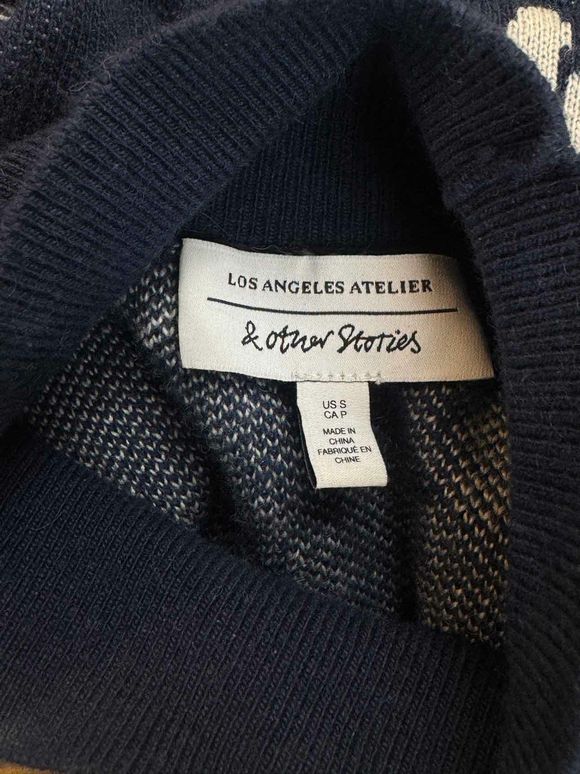 LOS ANGELES ATELIER
& other Stories
US S
CA P
MADE IN
CHINA
FABRIQUÉ EN
CHINE